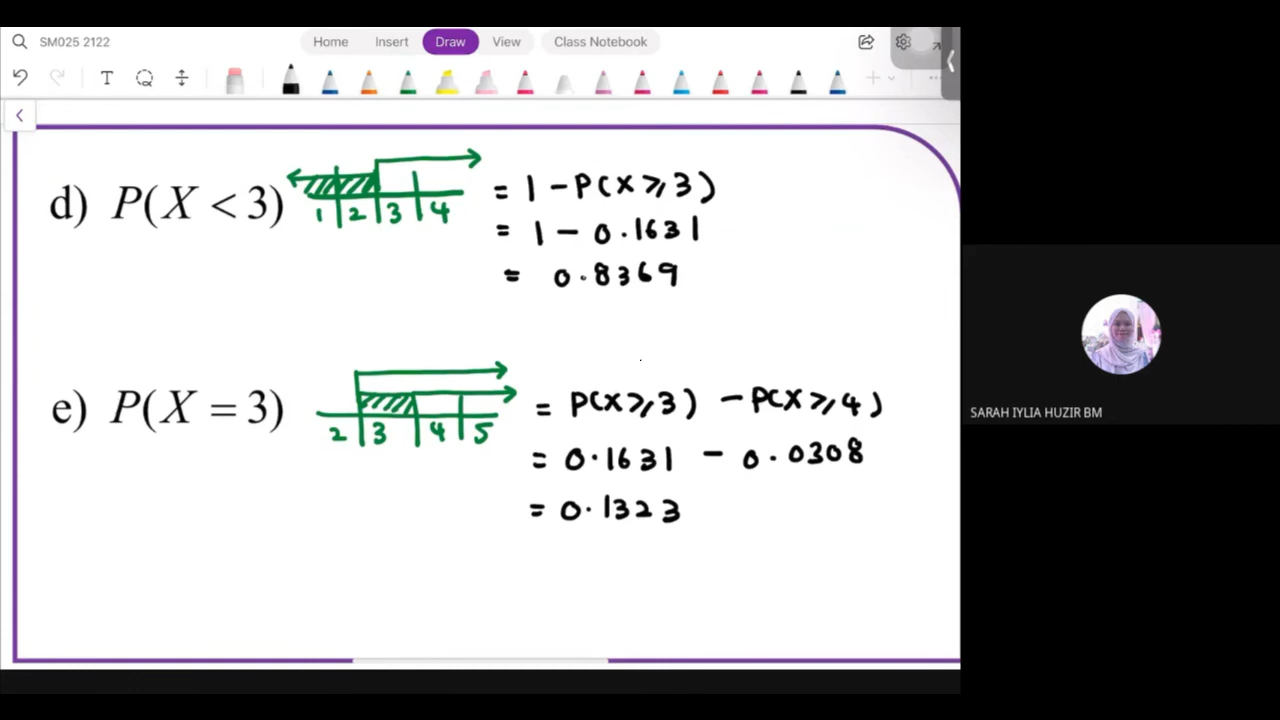 SM025 2122
Home Insert Draw View Class Notebook
T
d) P(X < 3)
1 2 3 4
= 1 - P(X ⩾ 3)
= 1 - 0.1631
= 0.8369
e) P(X = 3)
2 3 4 5
= P(X ⩾ 3) - P(X ⩾ 4)
= 0.1631 - 0.0308
= 0.1323
SARAH IYLIA HUZIR BM